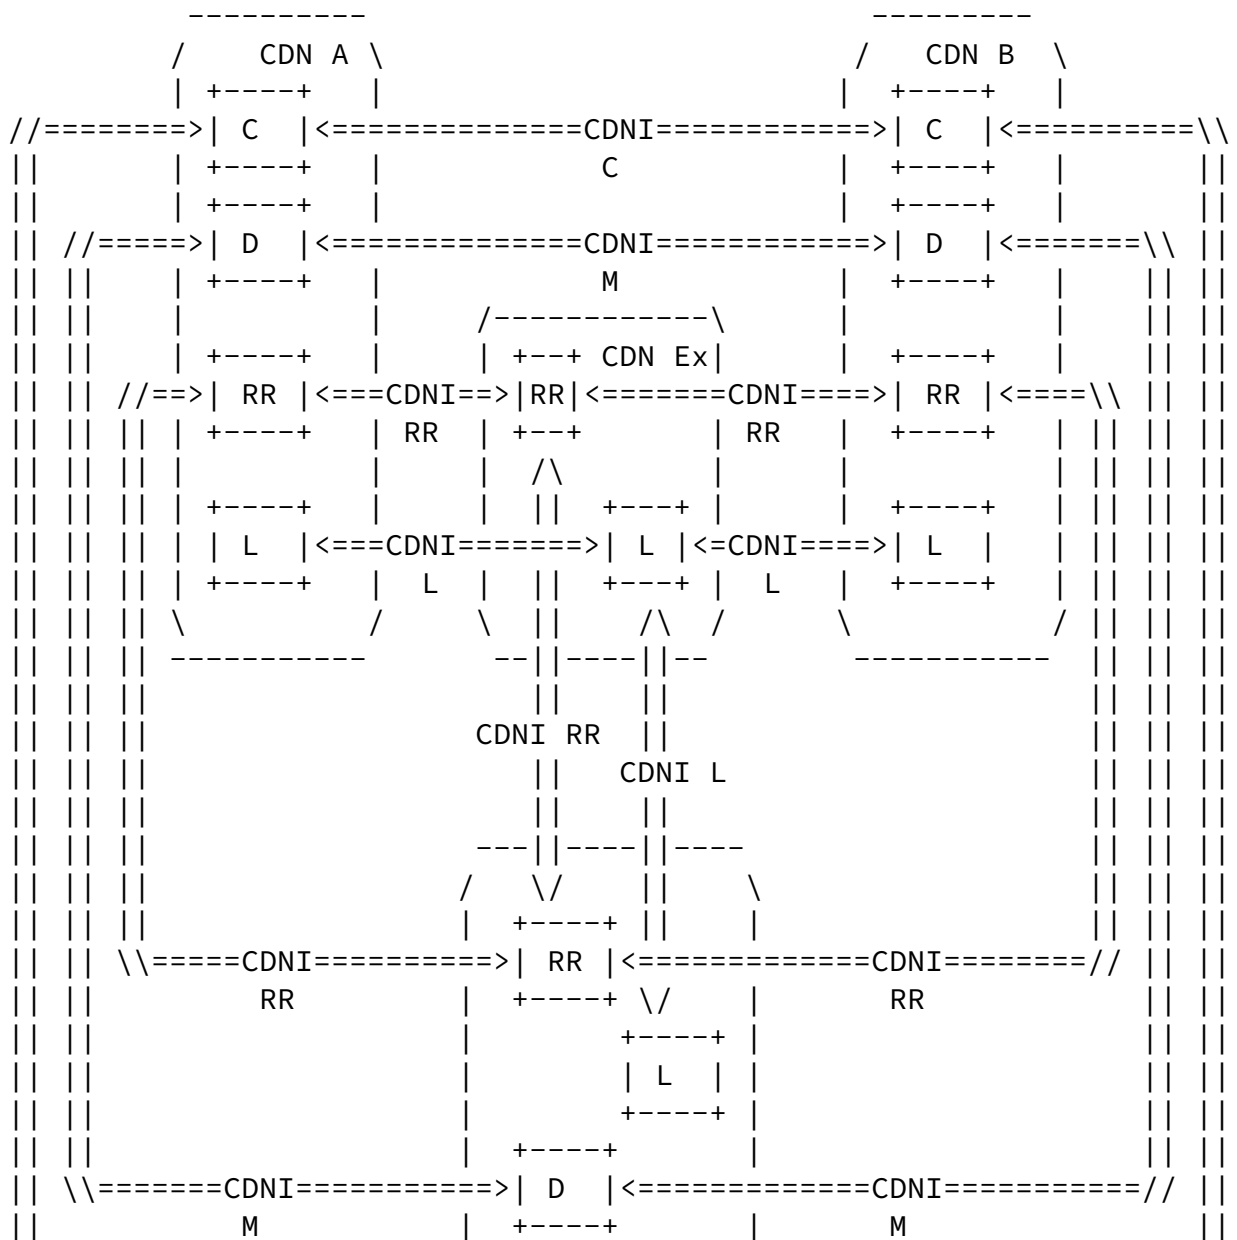 CDN A CDN B
C CDNI C
C
D CDNI D
M
CDN Ex
RR CDNI RR CDNI RR
RR RR
L CDNI L CDNI L
L L
CDNI RR
CDNI L
CDNI RR CDNI
RR RR
L
CDNI D CDNI
M M